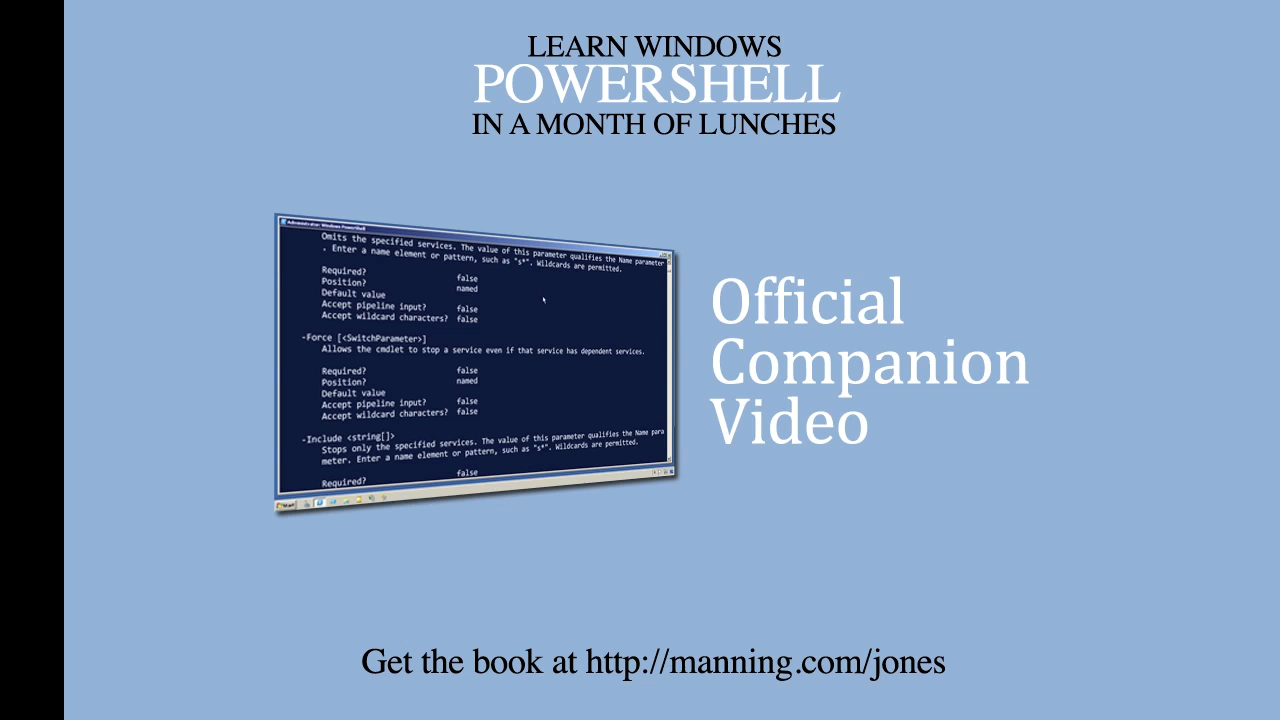 LEARN WINDOWS
POWERSHELL
IN A MONTH OF LUNCHES
Administrator: Windows PowerShell
Omits the specified services. The value of this parameter qualifies the Name parameter
. Enter a name element or pattern, such as "s*". Wildcards are permitted.
Required? false
Position? named
Default value
Accept pipeline input? false
Accept wildcard characters? false
-Force [<SwitchParameter>]
Allows the cmdlet to stop a service even if that service has dependent services.
Required? false
Position? named
Default value
Accept pipeline input? false
Accept wildcard characters? false
-Include <string[]>
Stops only the specified services. The value of this parameter qualifies the Name para
meter. Enter a name element or pattern, such as "s*". Wildcards are permitted.
Required? false
Start
Official
Companion
Video
Get the book at http://manning.com/jones